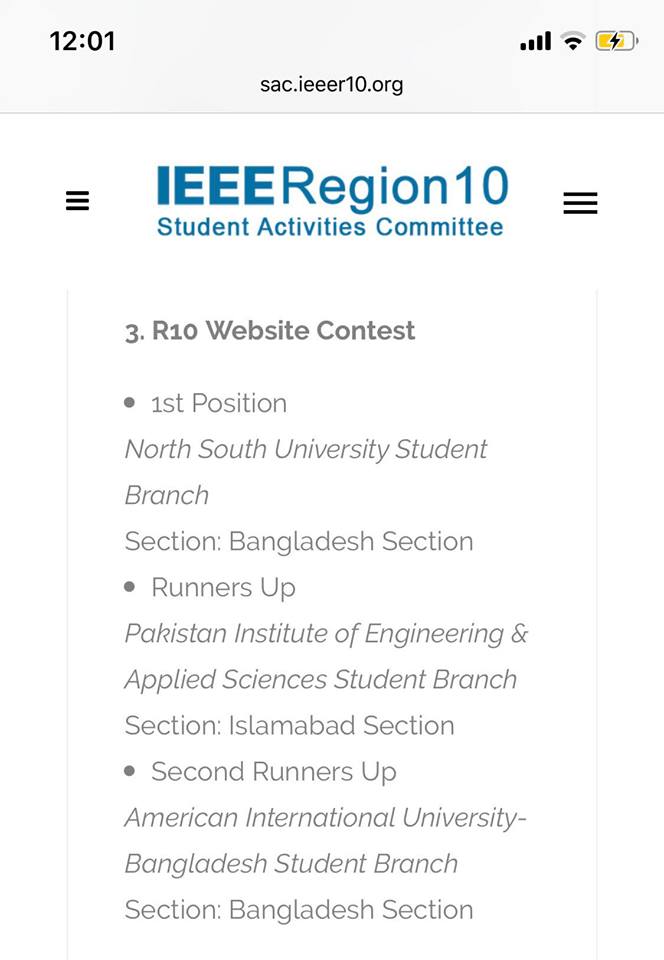 12:01
sac.ieeer10.org
IEEERegion10
Student Activities Committee
3. R10 Website Contest
• 1st Position
North South University Student
Branch
Section: Bangladesh Section
• Runners Up
Pakistan Institute of Engineering &
Applied Sciences Student Branch
Section: Islamabad Section
• Second Runners Up
American International University-
Bangladesh Student Branch
Section: Bangladesh Section